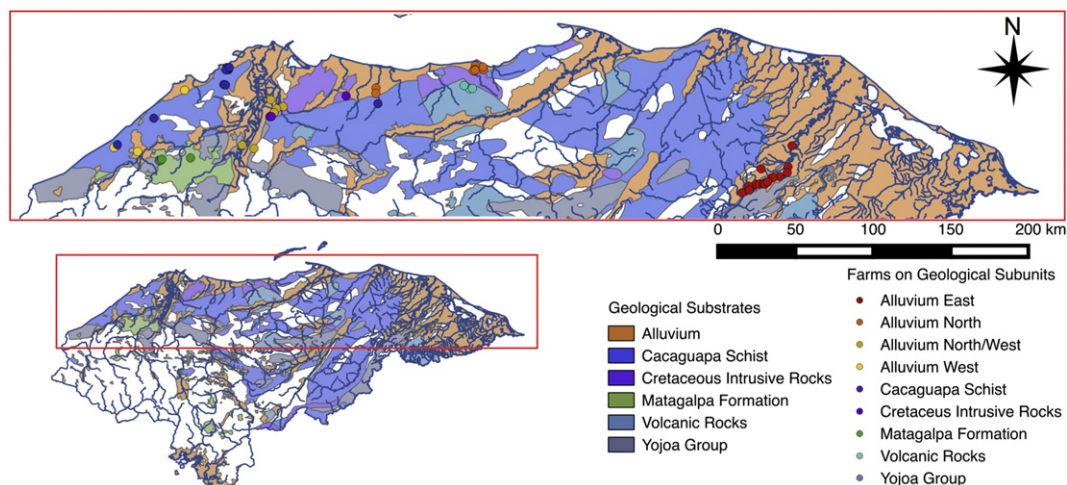 N
0 50 100 150 200 km
Geological Substrates
Alluvium
Cacaguapa Schist
Cretaceous Intrusive Rocks
Matagalpa Formation
Volcanic Rocks
Yojoa Group
Farms on Geological Subunits
Alluvium East
Alluvium North
Alluvium North/West
Alluvium West
Cacaguapa Schist
Cretaceus Intrusive Rocks
Matagalpa Formation
Volcanic Rocks
Yojoa Group